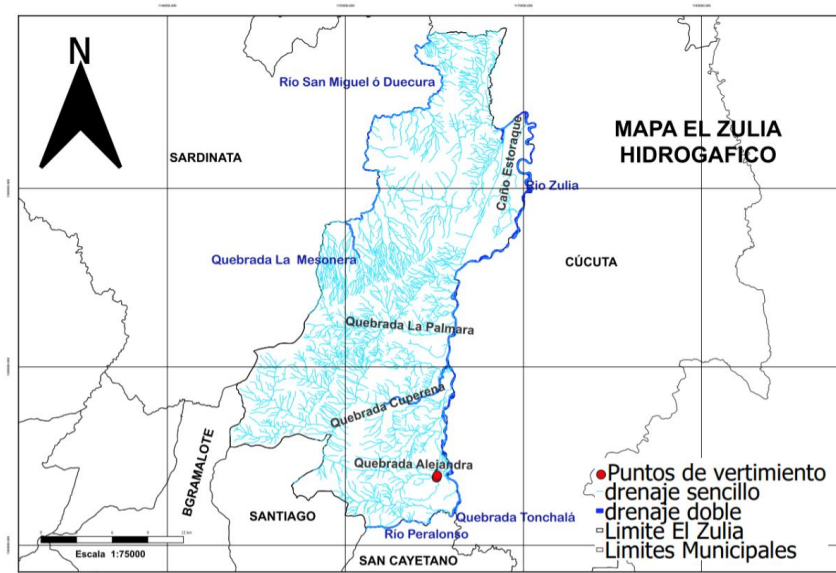 N
Río San Miguel ó Duecura
MAPA EL ZULIA
HIDROGAFICO
SARDINATA
Caño Estoraque
Rio Zulia
Quebrada La Mesonera
CÚCUTA
Quebrada La Palmara
Quebrada Cuperena
Quebrada Alejandra
BGRAMALOTE
SANTIAGO
Quebrada Tonchalá
Río Peralonso
SAN CAYETANO
Escala 1:75000
Puntos de vertimiento
drenaje sencillo
drenaje doble
Limite El Zulia
Limites Municipales